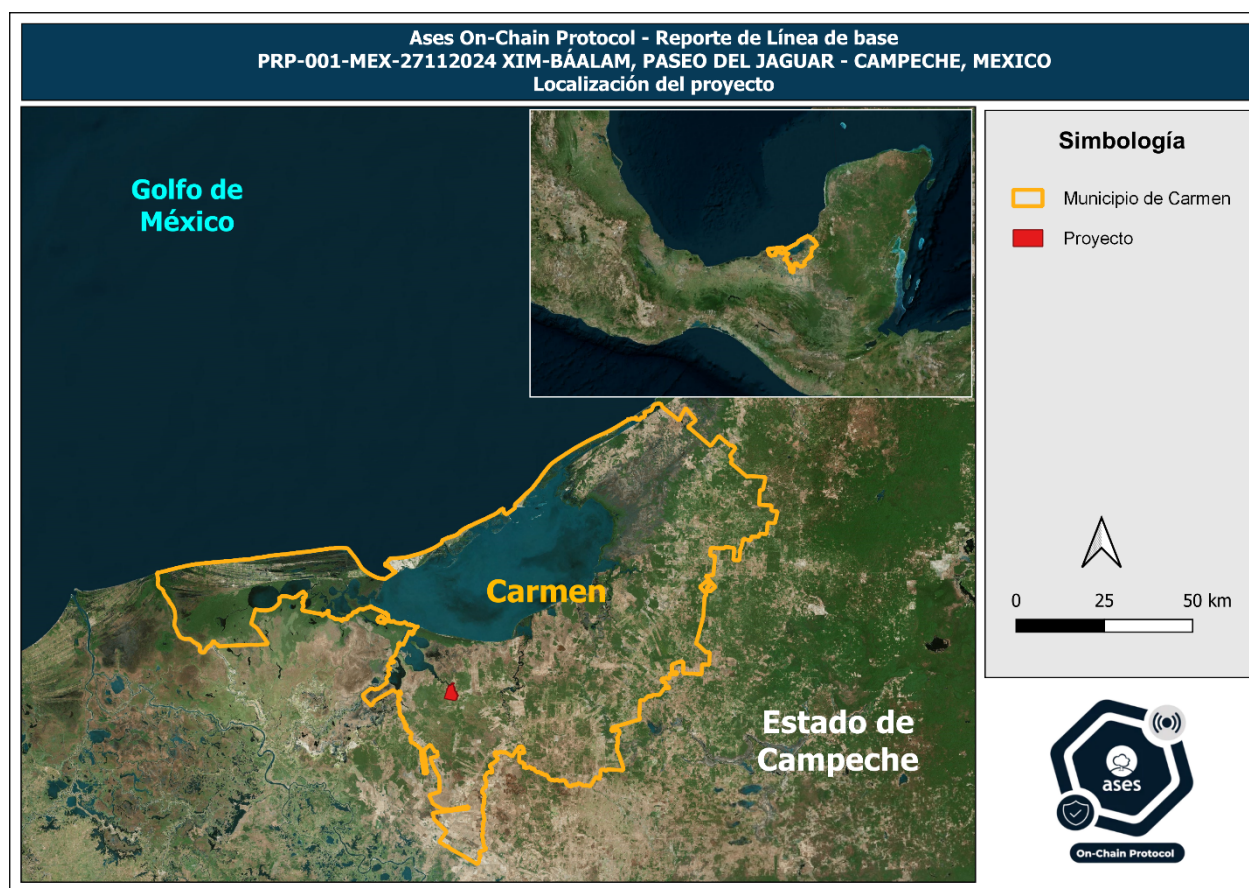 Ases On-Chain Protocol - Reporte de Línea de base
PRP-001-MEX-27112024 XIM-BÁALAM, PASEO DEL JAGUAR - CAMPECHE, MEXICO
Localización del proyecto
Golfo de
México
Carmen
Estado de
Campeche
Simbología
Municipio de Carmen
Proyecto
0 25 50 km
ases
On-Chain Protocol